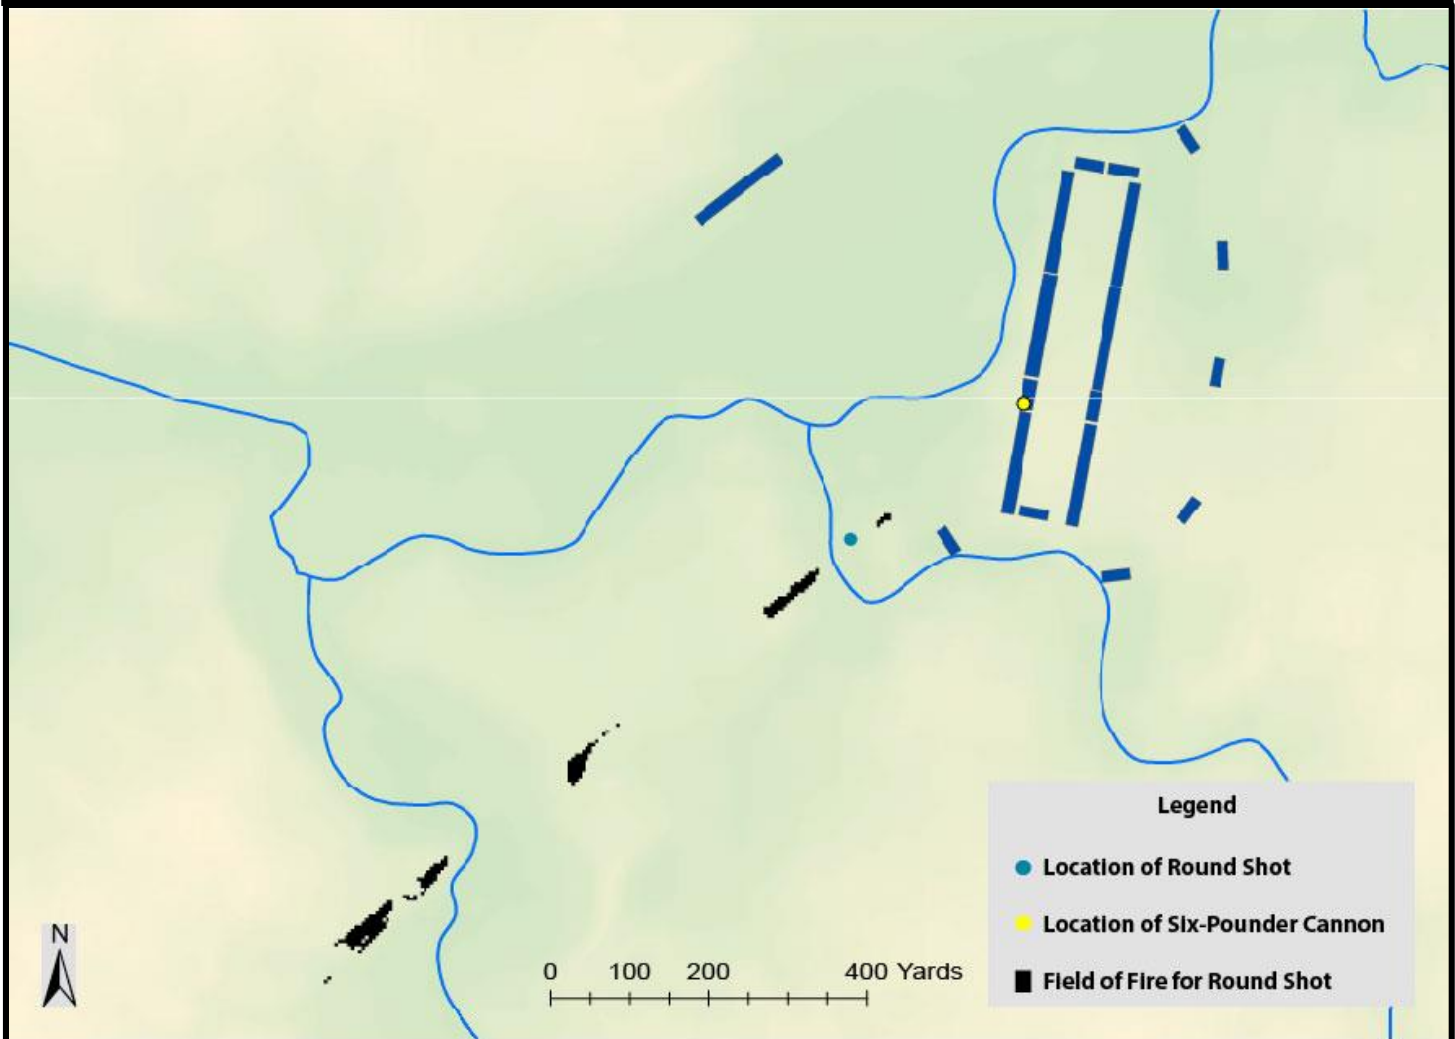 Legend
Location of Round Shot
Location of Six-Pounder Cannon
Field of Fire for Round Shot
N
0 100 200 400 Yards